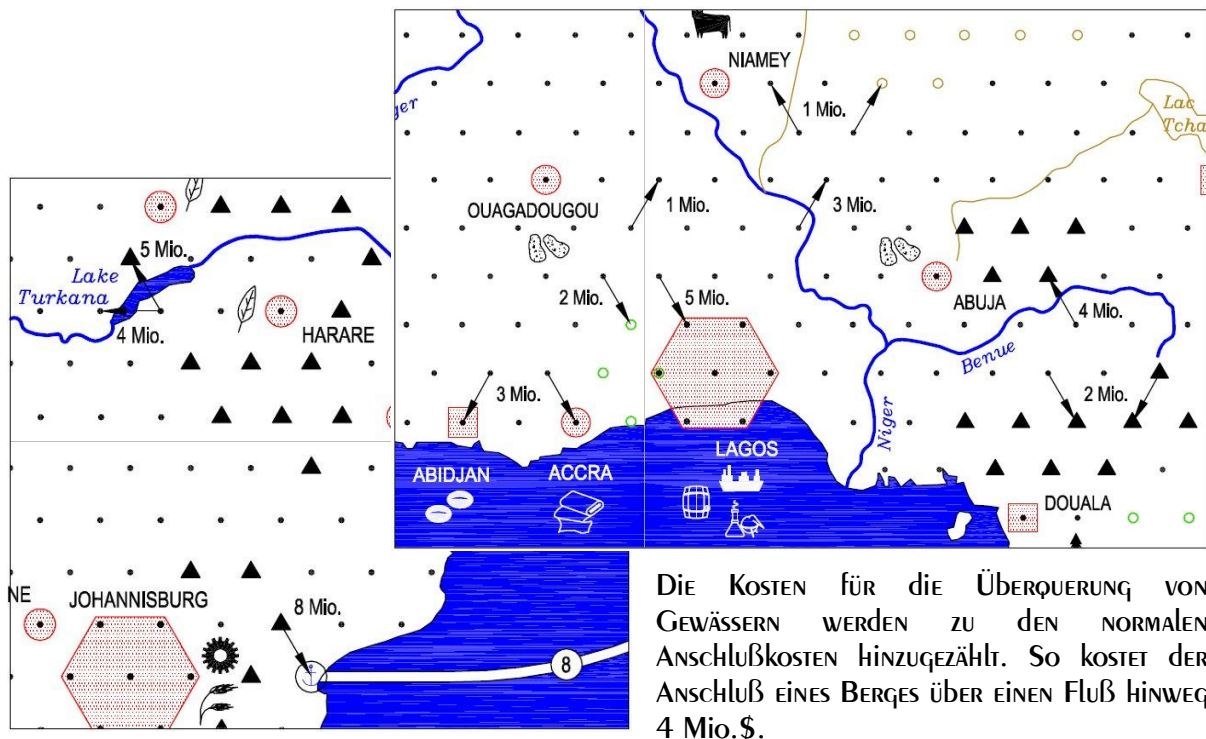 NIAMEY
1 Mio.
ger
Lac
Tcha
OUAGADOUGOU
1 Mio.
3 Mio.
5 Mio.
Lake
Turkana
4 Mio.
HARARE
2 Mio.
5 Mio.
ABUJA
4 Mio.
Benue
3 Mio.
2 Mio.
Niger
ABIDJAN
ACCRA
LAGOS
DOUALA
NE
JOHANNISBURG
8 Mio.
8
Die Kosten für die Überquerung von
Gewässern werden zu den normalen
Anschlußkosten hinzugezählt. So kostet der
Anschluß eines Berges über einen Fluß hinweg
4 Mio.$.